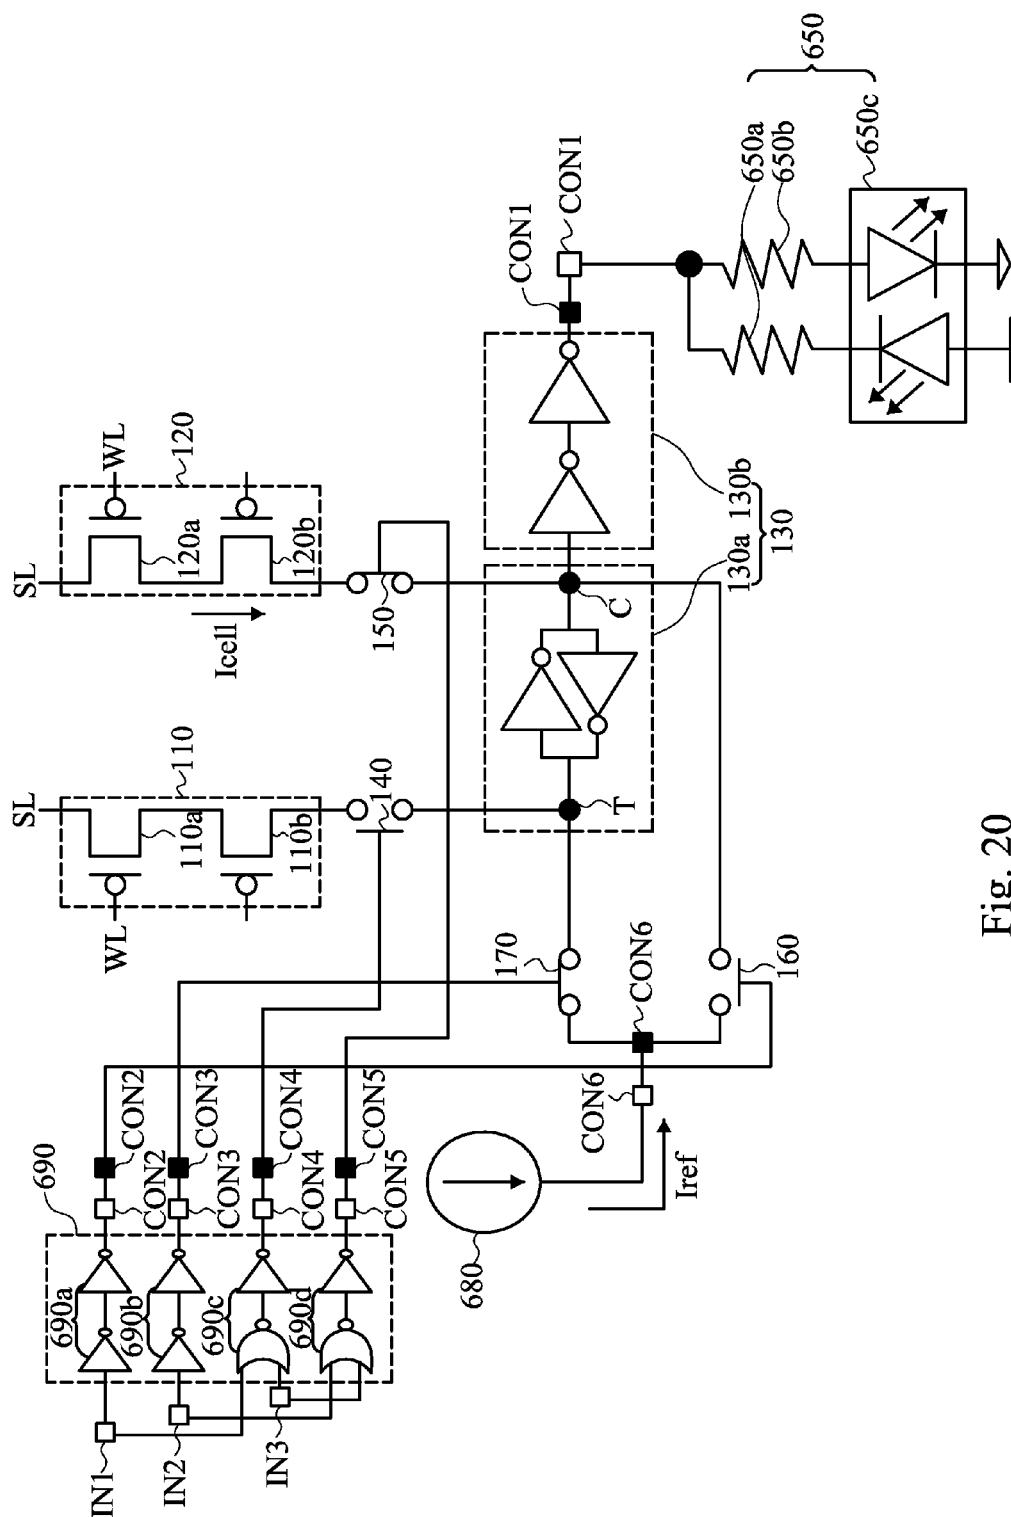 SL
SL
WL
110
110a
110b
WL
120
120a
120b
Icell
140
150
690
690a
690b
690c
690d
IN1
IN2
IN3
CON2
CON2
CON3
CON3
CON4
CON4
CON5
CON5
680
Iref
CON6
CON6
170
160
T
C
130a
130b
130
CON1
CON1
650a
650b
650
650c
Fig. 20